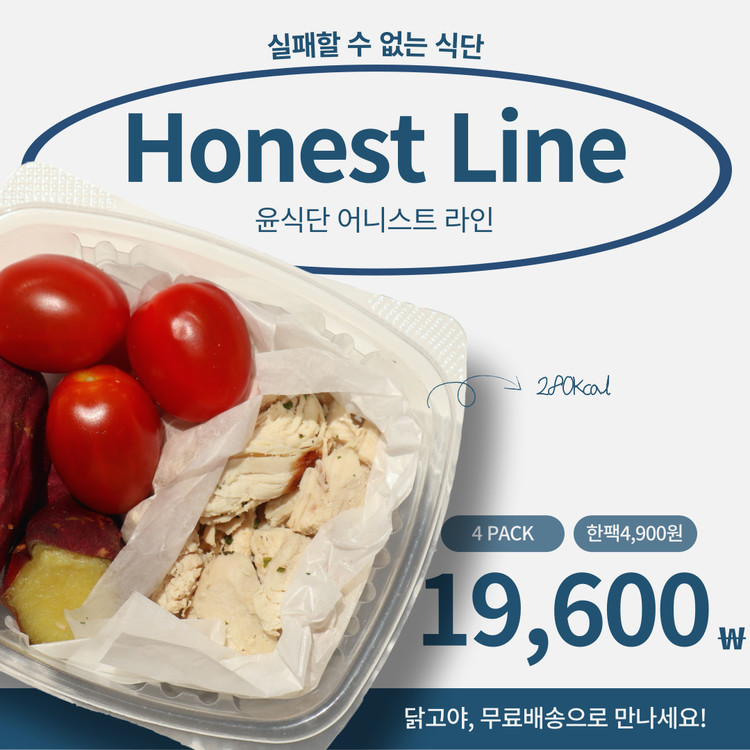 실패할 수 없는 식단
Honest Line
윤식단 어니스트 라인
280kcal
4 PACK
한팩4,900원
19,600₩
닭고야, 무료배송으로 만나세요!